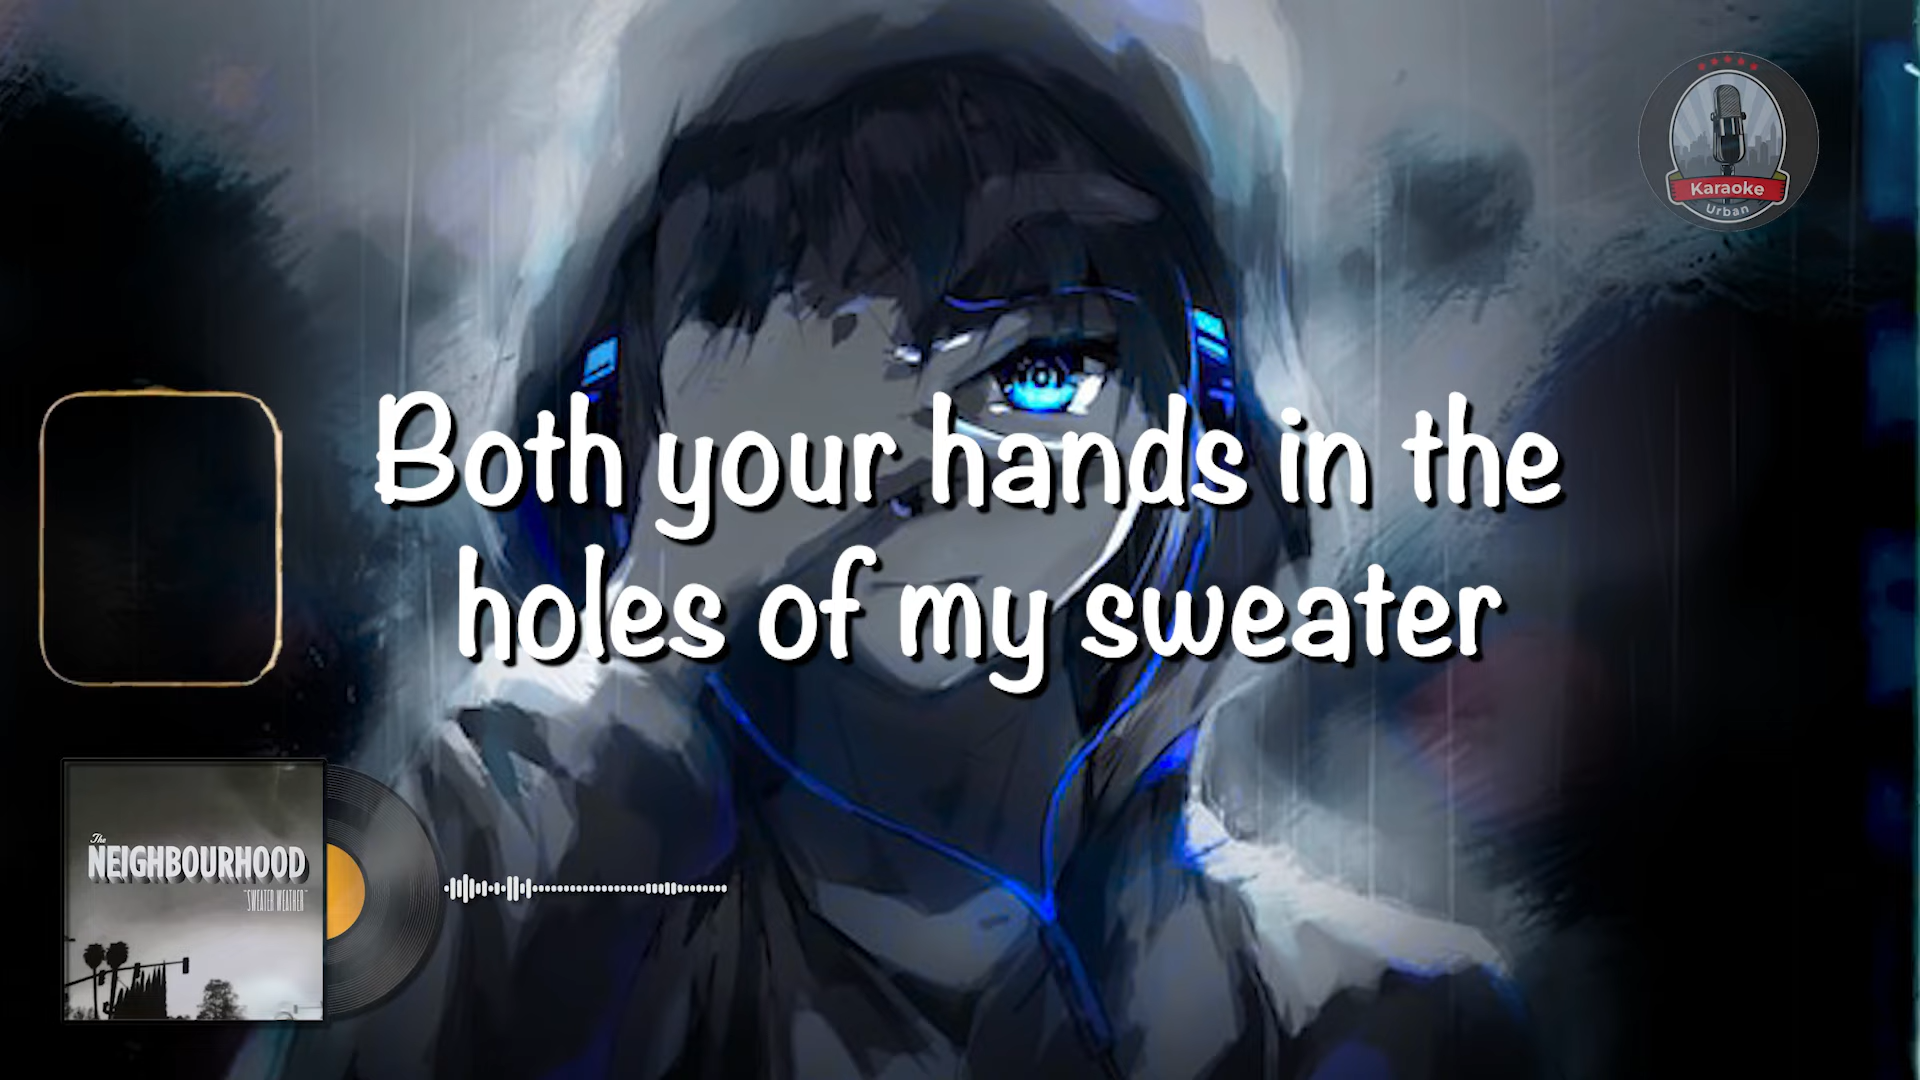 Karaoke
Urban
Both your hands in the
holes of my sweater
The
NEIGHBOURHOOD
"SWEATER WEATHER"